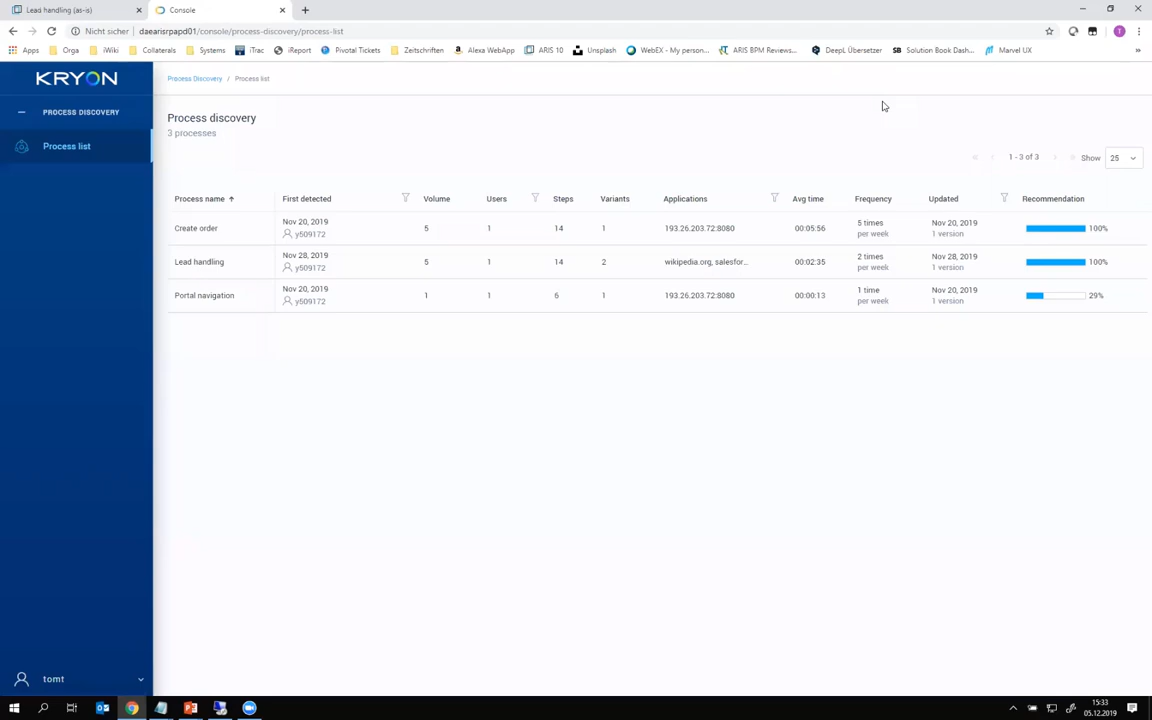 Lead handling (as-is)
Console
Nicht sicher | daearisrpapd01/console/process-discovery/process-list
Apps Orga iWiki Collaterals Systems iTrac iReport Pivotal Tickets Zeitschriften Alexa WebApp ARIS 10 Unsplash WebEX - My person... ARIS BPM Reviews... DeepL Übersetzer Solution Book Dash... Marvel UX »
KRYON
PROCESS DISCOVERY
Process list
Process Discovery / Process list
Process discovery
3 processes
1 - 3 of 3 Show 25
Process name First detected Volume Users Steps Variants Applications Avg time Frequency Updated Recommendation
Create order Nov 20, 2019 y509172 5 1 14 1 193.26.203.72:8080 00:05:56 5 times per week Nov 20, 2019 1 version 100%
Lead handling Nov 28, 2019 y509172 5 1 14 2 wikipedia.org, salesfor... 00:02:35 2 times per week Nov 28, 2019 1 version 100%
Portal navigation Nov 20, 2019 y509172 1 1 6 1 193.26.203.72:8080 00:00:13 1 time per week Nov 20, 2019 1 version 29%
tomt
15:33
05.12.2019